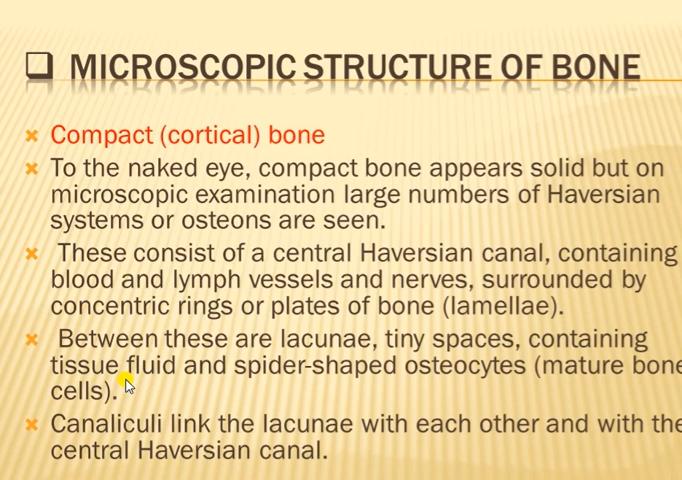 MICROSCOPIC STRUCTURE OF BONE
Compact (cortical) bone
To the naked eye, compact bone appears solid but on
microscopic examination large numbers of Haversian
systems or osteons are seen.
These consist of a central Haversian canal, containing
blood and lymph vessels and nerves, surrounded by
concentric rings or plates of bone (lamellae).
Between these are lacunae, tiny spaces, containing
tissue fluid and spider-shaped osteocytes (mature bone
cells).
Canaliculi link the lacunae with each other and with the
central Haversian canal.